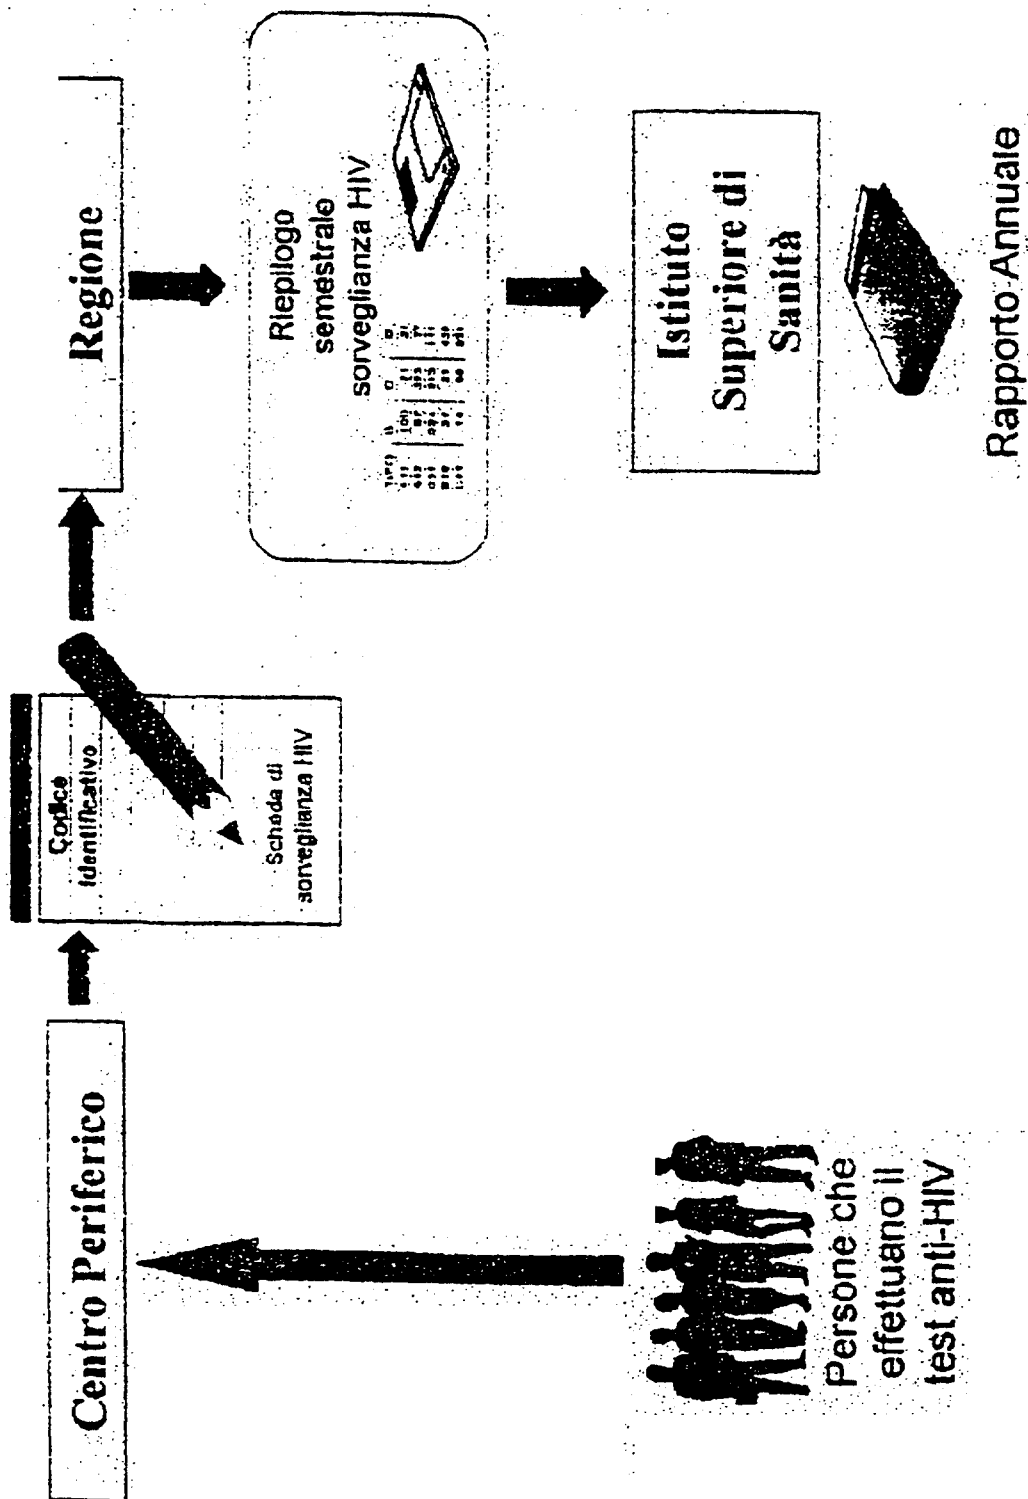 Centro Periferico
Codice
Identificativo
Scheda di
sorveglianza HIV
Regione
Riepilogo
semestrale
sorveglianza HIV
Istituto
Superiore di
Sanità
Rapporto Annuale
Persone che
effettuano il
test anti-HIV